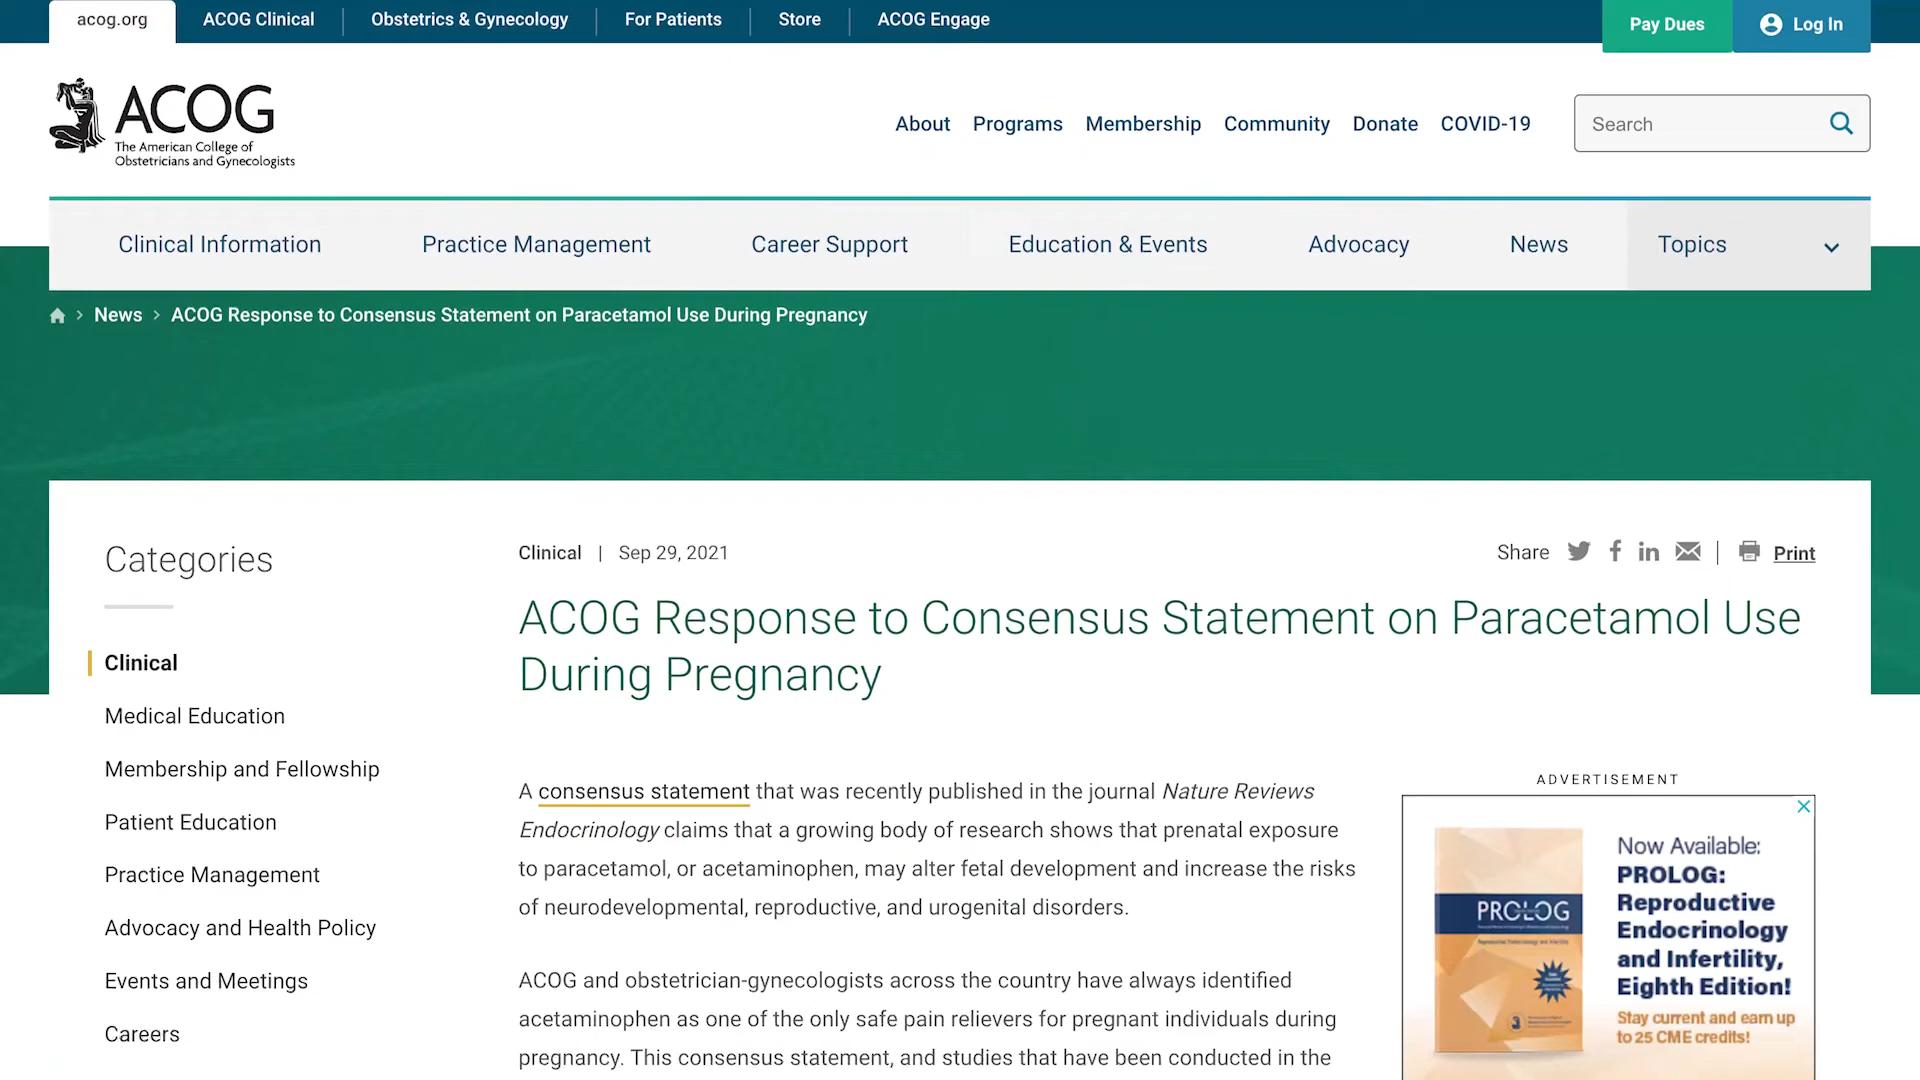 acog.org
ACOG Clinical
Obstetrics & Gynecology
For Patients
Store
ACOG Engage
Pay Dues
Log In
ACOG
The American College of
Obstetricians and Gynecologists
About
Programs
Membership
Community
Donate
COVID-19
Search
Clinical Information
Practice Management
Career Support
Education & Events
Advocacy
News
Topics
News
ACOG Response to Consensus Statement on Paracetamol Use During Pregnancy
Categories
Clinical
Medical Education
Membership and Fellowship
Patient Education
Practice Management
Advocacy and Health Policy
Events and Meetings
Careers
Clinical | Sep 29, 2021
Share
Print
ACOG Response to Consensus Statement on Paracetamol Use
During Pregnancy
A consensus statement that was recently published in the journal Nature Reviews
Endocrinology claims that a growing body of research shows that prenatal exposure
to paracetamol, or acetaminophen, may alter fetal development and increase the risks
of neurodevelopmental, reproductive, and urogenital disorders.
ACOG and obstetrician-gynecologists across the country have always identified
acetaminophen as one of the only safe pain relievers for pregnant individuals during
pregnancy. This consensus statement, and studies that have been conducted in the
ADVERTISEMENT
PROLOG
Now Available:
PROLOG:
Reproductive
Endocrinology
and Infertility,
Eighth Edition!
Stay current and earn up
to 25 CME credits!